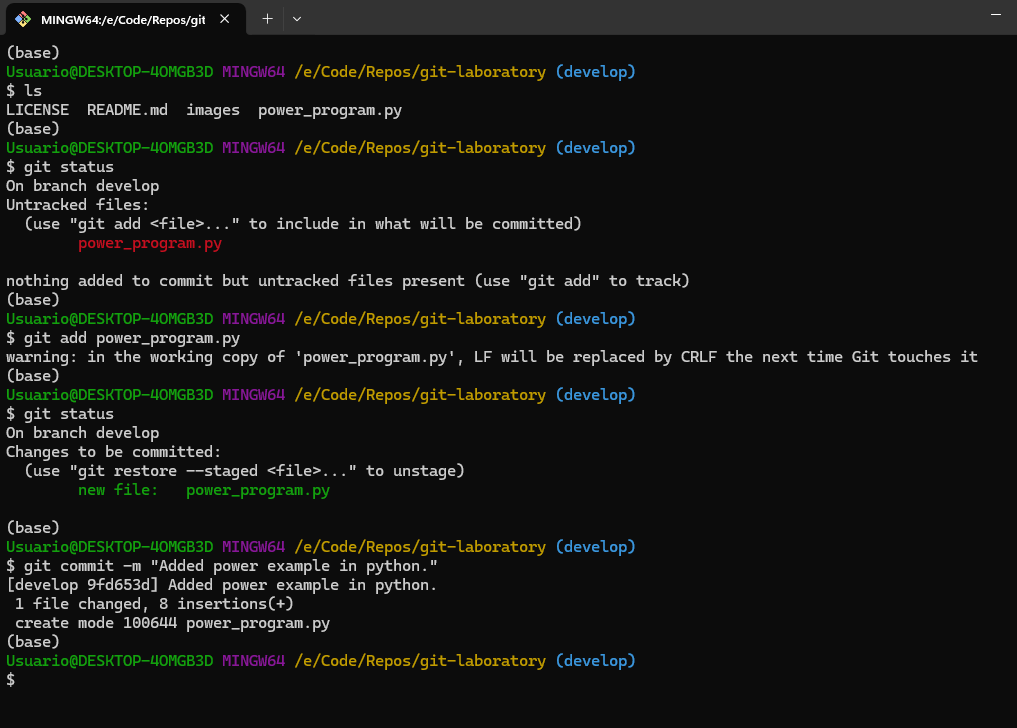 MINGW64:/e/Code/Repos/git
(base)
Usuario@DESKTOP-4OMGB3D MINGW64 /e/Code/Repos/git-laboratory (develop)
$ ls
LICENSE  README.md  images  power_program.py
(base)
Usuario@DESKTOP-4OMGB3D MINGW64 /e/Code/Repos/git-laboratory (develop)
$ git status
On branch develop
Untracked files:
  (use "git add <file>..." to include in what will be committed)
        power_program.py

nothing added to commit but untracked files present (use "git add" to track)
(base)
Usuario@DESKTOP-4OMGB3D MINGW64 /e/Code/Repos/git-laboratory (develop)
$ git add power_program.py
warning: in the working copy of 'power_program.py', LF will be replaced by CRLF the next time Git touches it
(base)
Usuario@DESKTOP-4OMGB3D MINGW64 /e/Code/Repos/git-laboratory (develop)
$ git status
On branch develop
Changes to be committed:
  (use "git restore --staged <file>..." to unstage)
        new file:   power_program.py

(base)
Usuario@DESKTOP-4OMGB3D MINGW64 /e/Code/Repos/git-laboratory (develop)
$ git commit -m "Added power example in python."
[develop 9fd653d] Added power example in python.
 1 file changed, 8 insertions(+)
 create mode 100644 power_program.py
(base)
Usuario@DESKTOP-4OMGB3D MINGW64 /e/Code/Repos/git-laboratory (develop)
$